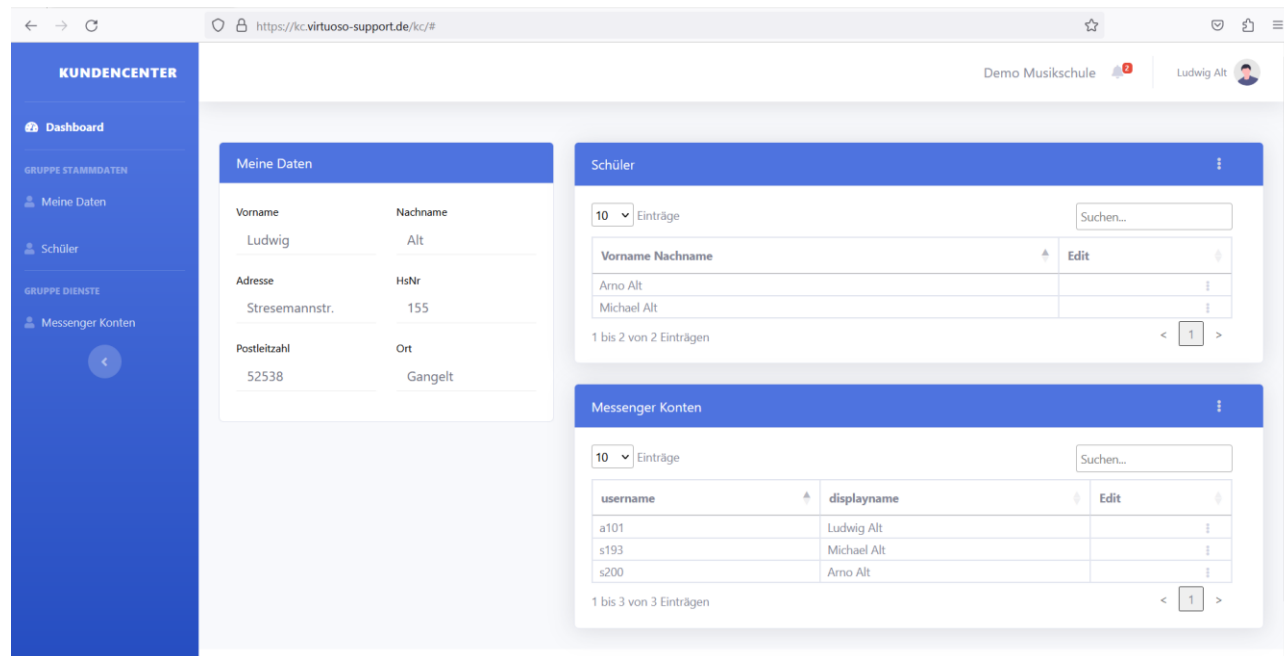 https://kc.virtuoso-support.de/kc/#
KUNDENCENTER
Dashboard
GRUPPE STAMMDATEN
Meine Daten
Schüler
GRUPPE DIENSTE
Messenger Konten
<
Demo Musikschule 2 Ludwig Alt
Meine Daten
Vorname Nachname
Ludwig Alt
Adresse HsNr
Stresemannstr. 155
Postleitzahl Ort
52538 Gangelt
Schüler
10 Einträge Suchen...
Vorname Nachname Edit
Arno Alt
Michael Alt
1 bis 2 von 2 Einträgen < 1 >
Messenger Konten
10 Einträge Suchen...
username displayname Edit
a101 Ludwig Alt
s193 Michael Alt
s200 Arno Alt
1 bis 3 von 3 Einträgen < 1 >